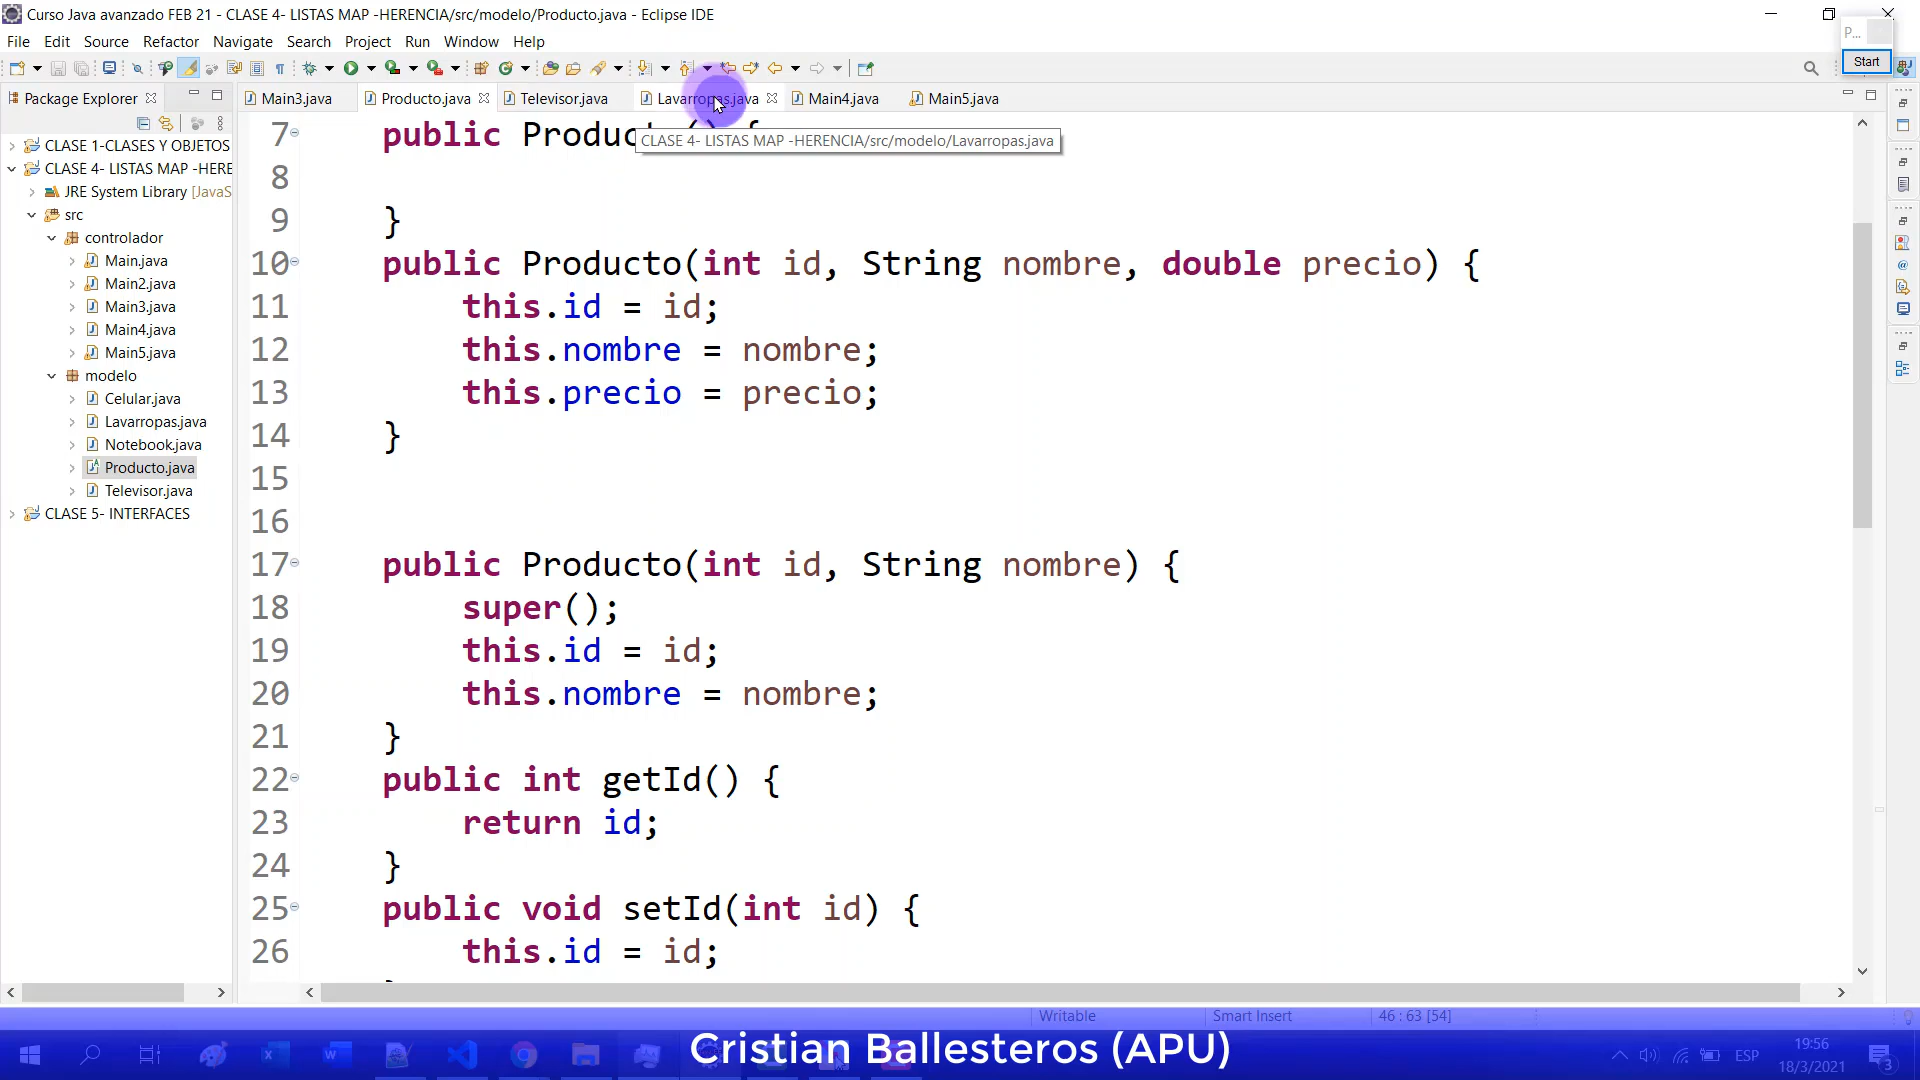 Curso Java avanzado FEB 21 - CLASE 4- LISTAS MAP -HERENCIA/src/modelo/Producto.java - Eclipse IDE
P...
File Edit Source Refactor Navigate Search Project Run Window Help
Start
Package Explorer
Main3.java Producto.java Televisor.java Lavarropas.java Main4.java Main5.java
CLASE 4- LISTAS MAP -HERENCIA/src/modelo/Lavarropas.java
CLASE 1-CLASES Y OBJETOS
CLASE 4- LISTAS MAP -HERE
JRE System Library [JavaS
src
controlador
Main.java
Main2.java
Main3.java
Main4.java
Main5.java
modelo
Celular.java
Lavarropas.java
Notebook.java
Producto.java
Televisor.java
CLASE 5- INTERFACES
7 public Produc
8
9 }
10 public Producto(int id, String nombre, double precio) {
11 this.id = id;
12 this.nombre = nombre;
13 this.precio = precio;
14 }
15
16
17 public Producto(int id, String nombre) {
18 super();
19 this.id = id;
20 this.nombre = nombre;
21 }
22 public int getId() {
23 return id;
24 }
25 public void setId(int id) {
26 this.id = id;
Writable Smart Insert 46 : 63 [54]
Cristian Ballesteros (APU)
ESP
19:56
18/3/2021
3